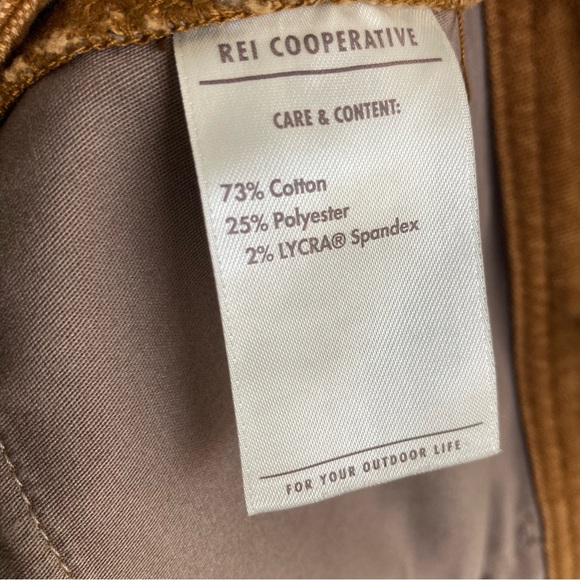 REI COOPERATIVE
CARE & CONTENT:
73% Cotton
25% Polyester
2% LYCRA® Spandex
FOR YOUR OUTDOOR LIFE